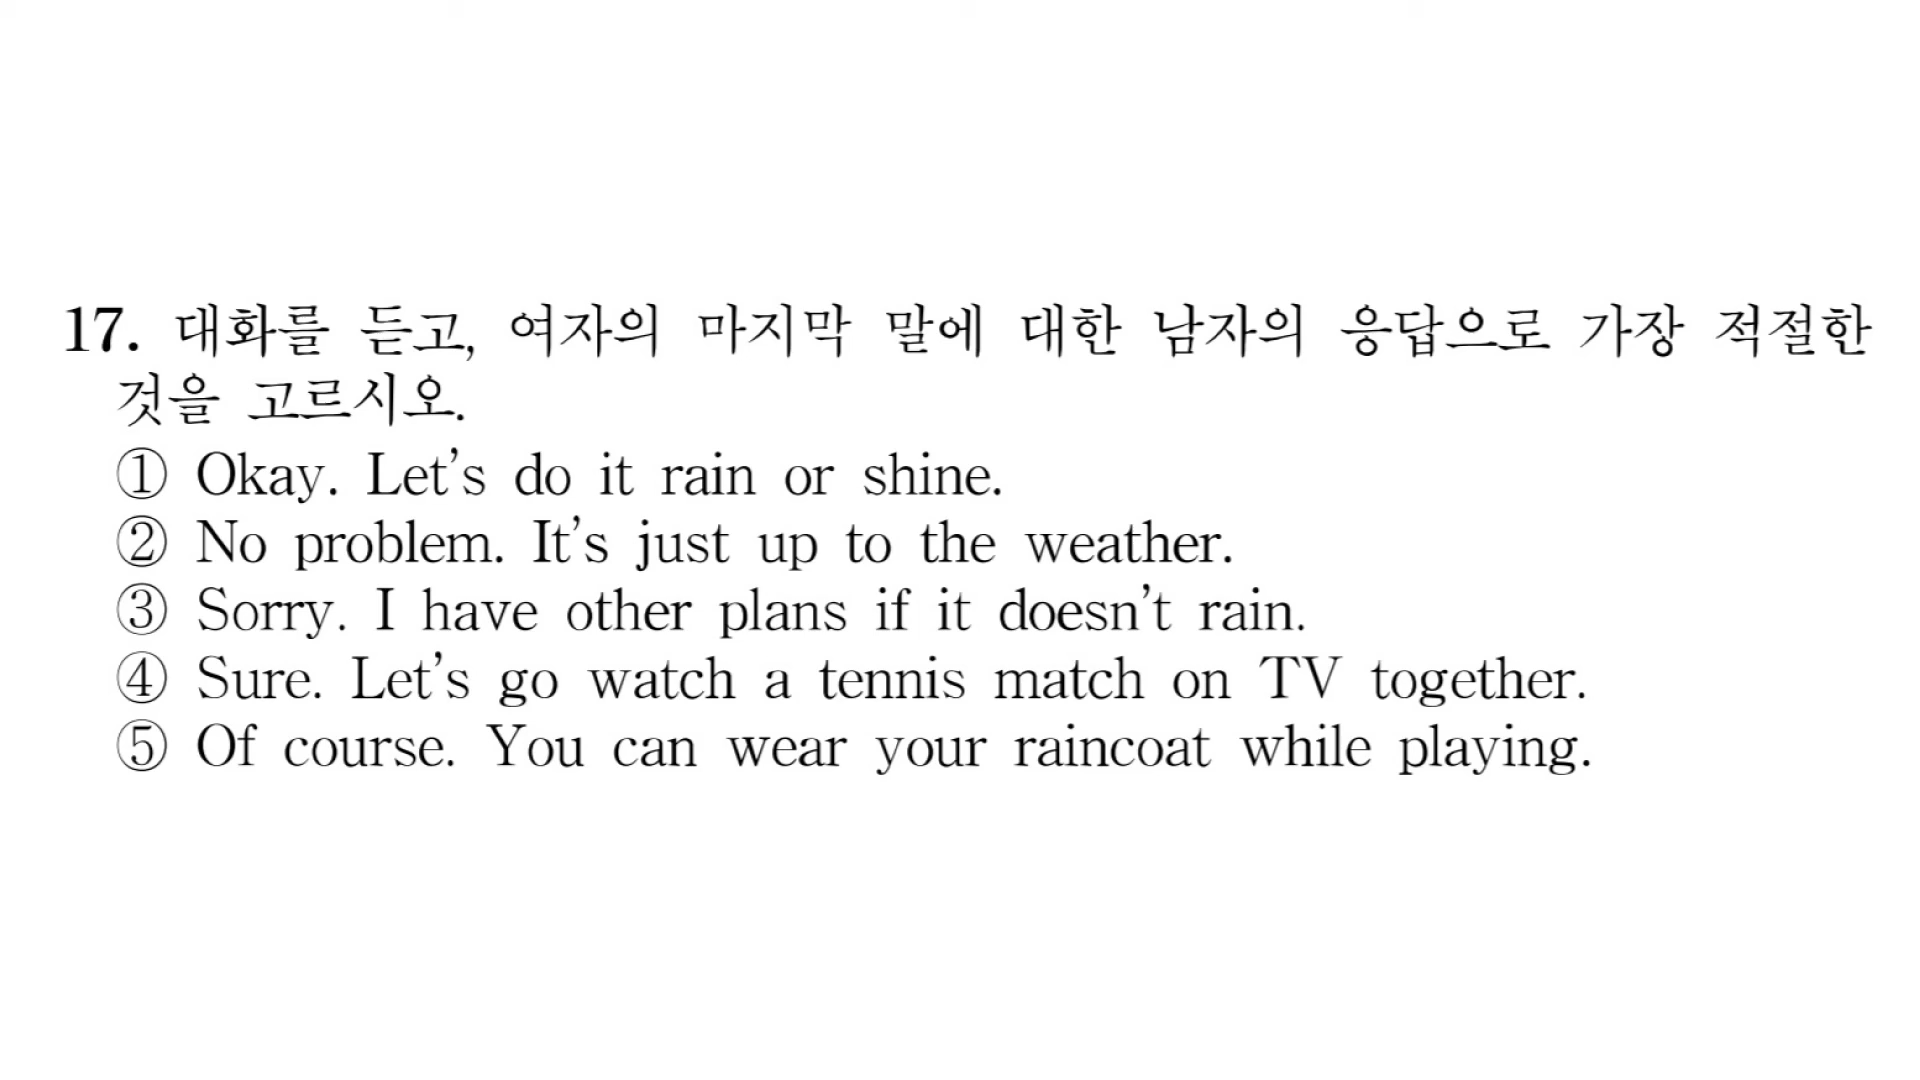 17. 대화를 듣고, 여자의 마지막 말에 대한 남자의 응답으로 가장 적절한
것을 고르시오.
① Okay. Let’s do it rain or shine.
② No problem. It’s just up to the weather.
③ Sorry. I have other plans if it doesn’t rain.
④ Sure. Let’s go watch a tennis match on TV together.
⑤ Of course. You can wear your raincoat while playing.